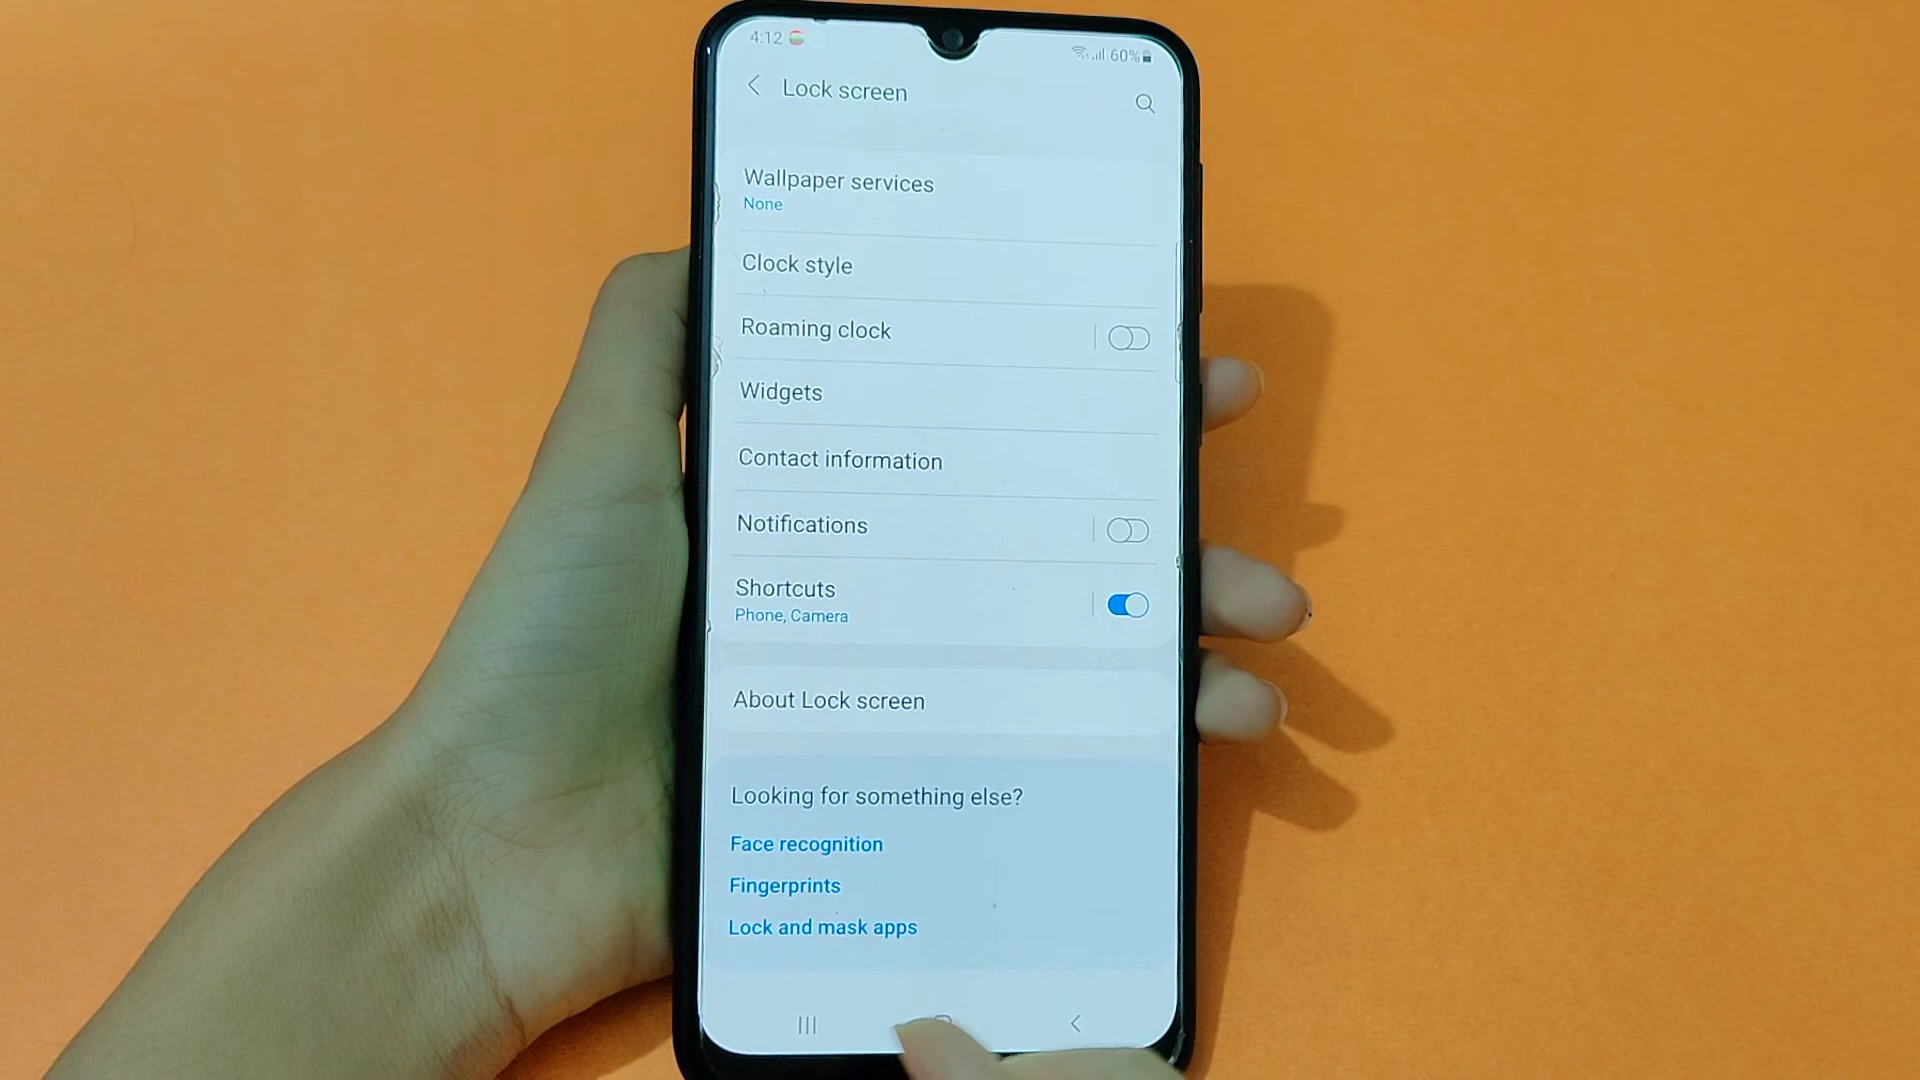 4:12
60%
Lock screen
Wallpaper services
None
Clock style
Roaming clock
Widgets
Contact information
Notifications
Shortcuts
Phone, Camera
About Lock screen
Looking for something else?
Face recognition
Fingerprints
Lock and mask apps